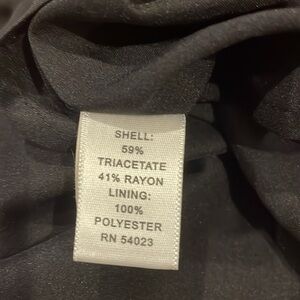 SHELL:
59%
TRIACETATE
41% RAYON
LINING:
100%
POLYESTER
RN 54023